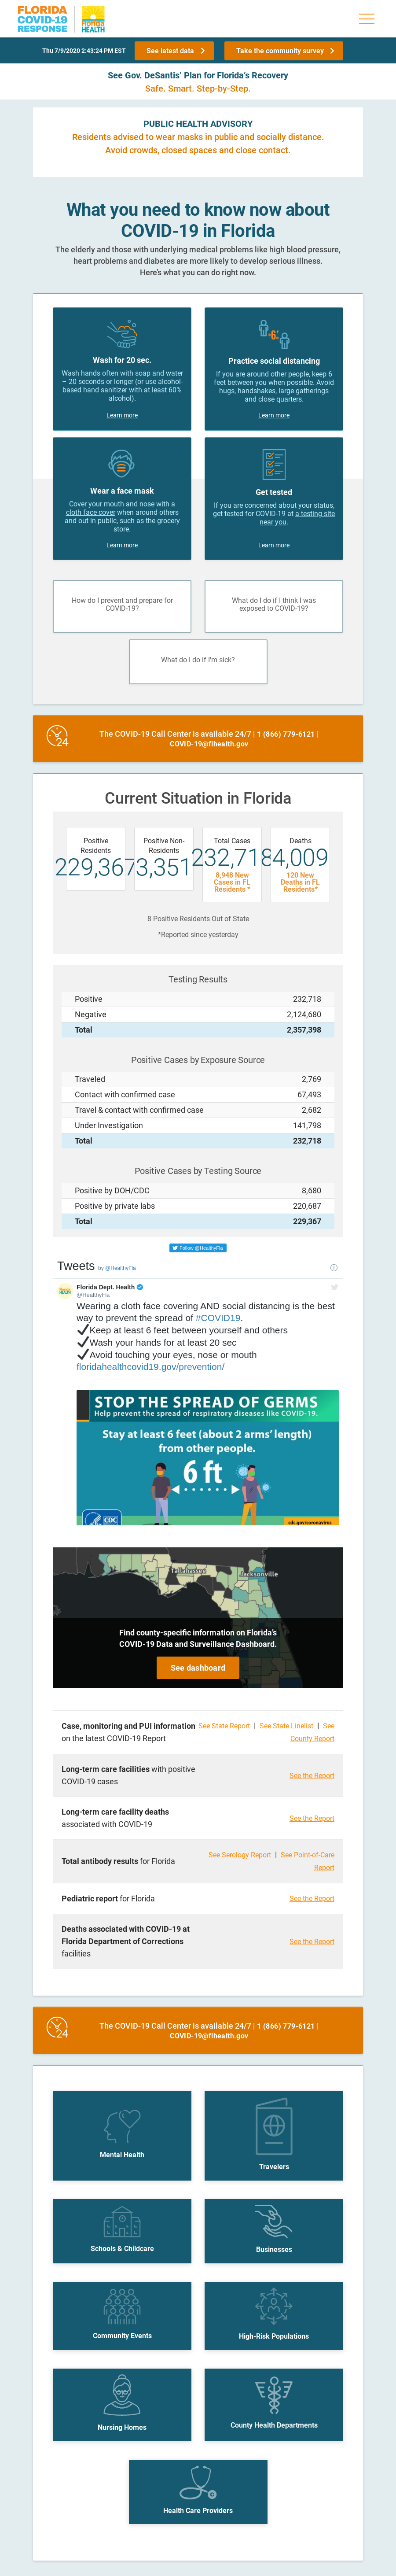 FLORIDA
COVID-19
RESPONSE
Florida
HEALTH
Thu 7/9/2020 2:43:24 PM EST
See latest data
Take the community survey
See Gov. DeSantis' Plan for Florida's Recovery
Safe. Smart. Step-by-Step.
PUBLIC HEALTH ADVISORY
Residents advised to wear masks in public and socially distance.
Avoid crowds, closed spaces and close contact.
What you need to know now about
COVID-19 in Florida
The elderly and those with underlying medical problems like high blood pressure,
heart problems and diabetes are more likely to develop serious illness.
Here's what you can do right now.
Wash for 20 sec.
Wash hands often with soap and water
– 20 seconds or longer (or use alcohol-
based hand sanitizer with at least 60%
alcohol).
Learn more
6'
Practice social distancing
If you are around other people, keep 6
feet between you when possible. Avoid
hugs, handshakes, large gatherings
and close quarters.
Learn more
Wear a face mask
Cover your mouth and nose with a
cloth face cover when around others
and out in public, such as the grocery
store.
Learn more
Get tested
If you are concerned about your status,
get tested for COVID-19 at a testing site
near you.
Learn more
How do I prevent and prepare for
COVID-19?
What do I do if I think I was
exposed to COVID-19?
What do I do if I'm sick?
24
The COVID-19 Call Center is available 24/7 | 1 (866) 779-6121 |
COVID-19@flhealth.gov
Current Situation in Florida
Positive
Residents
229,367
Positive Non-
Residents
3,351
Total Cases
232,718
8,948 New
Cases in FL
Residents *
Deaths
4,009
120 New
Deaths in FL
Residents*
8 Positive Residents Out of State
*Reported since yesterday
Testing Results
Positive 232,718
Negative 2,124,680
Total 2,357,398
Positive Cases by Exposure Source
Traveled 2,769
Contact with confirmed case 67,493
Travel & contact with confirmed case 2,682
Under Investigation 141,798
Total 232,718
Positive Cases by Testing Source
Positive by DOH/CDC 8,680
Positive by private labs 220,687
Total 229,367
Follow @HealthyFla
Tweets by @HealthyFla
Florida Dept. Health
@HealthyFla
Wearing a cloth face covering AND social distancing is the best
way to prevent the spread of #COVID19.
✔Keep at least 6 feet between yourself and others
✔Wash your hands for at least 20 sec
✔Avoid touching your eyes, nose or mouth
floridahealthcovid19.gov/prevention/
STOP THE SPREAD OF GERMS
Help prevent the spread of respiratory diseases like COVID-19.
Stay at least 6 feet (about 2 arms' length)
from other people.
6 ft
CDC
cdc.gov/coronavirus
Tallahassee
Jacksonville
Find county-specific information on Florida's
COVID-19 Data and Surveillance Dashboard.
See dashboard
Case, monitoring and PUI information
on the latest COVID-19 Report
See State Report | See State Linelist | See
County Report
Long-term care facilities with positive
COVID-19 cases
See the Report
Long-term care facility deaths
associated with COVID-19
See the Report
Total antibody results for Florida
See Serology Report | See Point-of-Care
Report
Pediatric report for Florida
See the Report
Deaths associated with COVID-19 at
Florida Department of Corrections
facilities
See the Report
24
The COVID-19 Call Center is available 24/7 | 1 (866) 779-6121 |
COVID-19@flhealth.gov
Mental Health
Travelers
Schools & Childcare
Businesses
Community Events
High-Risk Populations
Nursing Homes
County Health Departments
Health Care Providers